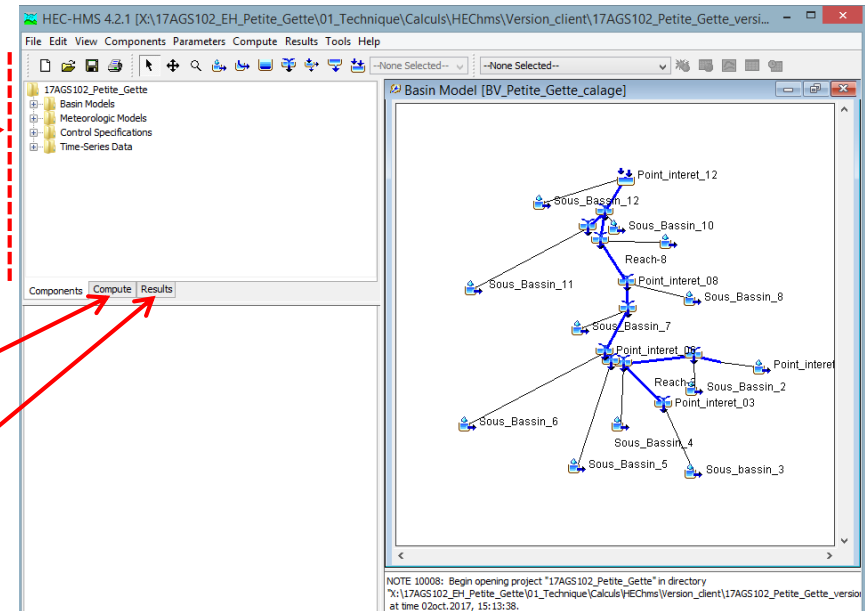 HEC-HMS 4.2.1 [X:\17AGS102_EH_Petite_Gette\01_Technique\Calculs\HEChms\Version_client\17AGS102_Petite_Gette_versi...
File Edit View Components Parameters Compute Results Tools Help
--None Selected-- --None Selected--
17AGS102_Petite_Gette
Basin Models
Meteorologic Models
Control Specifications
Time-Series Data
Components Compute Results
Basin Model [BV_Petite_Gette_calage]
Point_interet_12
Sous_Bassin_12
Sous_Bassin_10
Reach-8
Sous_Bassin_11
Point_interet_08
Sous_Bassin_8
Sous_Bassin_7
Point_interet_06
Point_interet
Reach-2
Sous_Bassin_2
Point_interet_03
Sous_Bassin_6
Sous_Bassin_4
Sous_Bassin_5
Sous_bassin_3
NOTE 10008: Begin opening project "17AGS102_Petite_Gette" in directory
"X:\17AGS102_EH_Petite_Gette\01_Technique\Calculs\HEChms\Version_client\17AGS102_Petite_Gette_versio
at time 02oct.2017, 15:13:38.